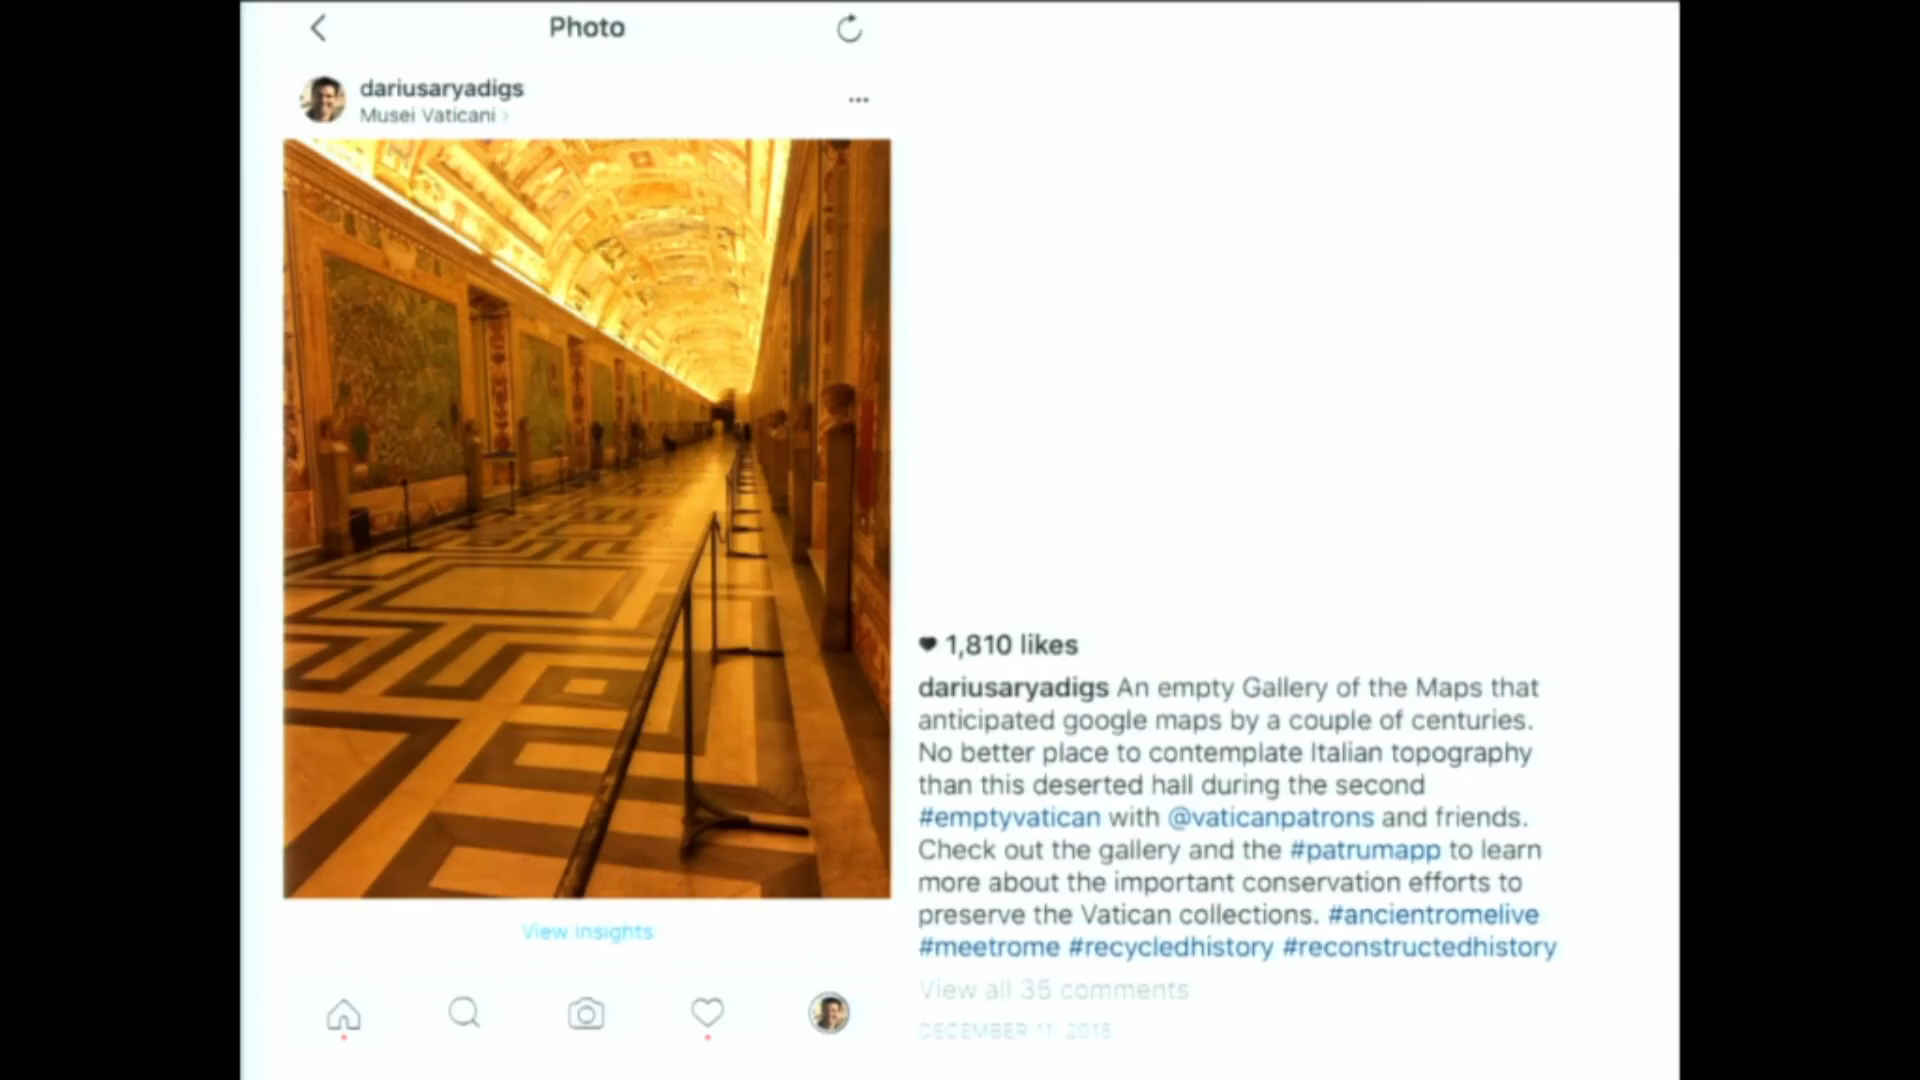 Photo
dariusaryadigs
Musei Vaticani
View Insights
1,810 likes
dariusaryadigs An empty Gallery of the Maps that
anticipated google maps by a couple of centuries.
No better place to contemplate Italian topography
than this deserted hall during the second
#emptyvatican with @vaticanpatrons and friends.
Check out the gallery and the #patrumapp to learn
more about the important conservation efforts to
preserve the Vatican collections. #ancientromelive
#meetrome #recycledhistory #reconstructedhistory
View all 35 comments
DECEMBER 11, 2015